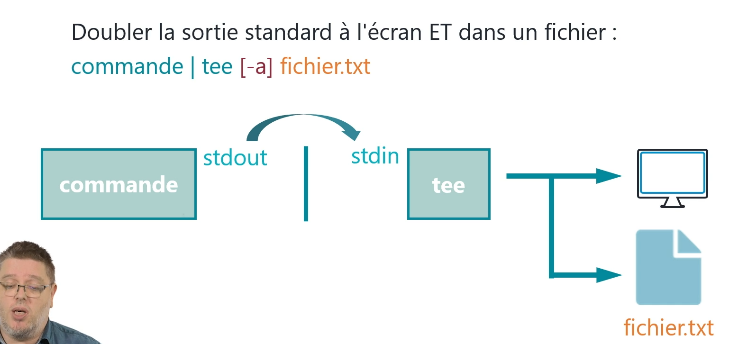 Doubler la sortie standard à l'écran ET dans un fichier :
commande | tee [-a] fichier.txt
commande
stdout
stdin
tee
fichier.txt